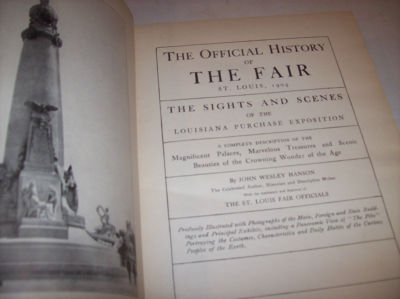 THE OFFICIAL HISTORY
OF
THE FAIR
ST. LOUIS, 1904
THE SIGHTS AND SCENES
OF THE
LOUISIANA PURCHASE EXPOSITION
A COMPLETE DESCRIPTION OF THE
Magnificent Palaces, Marvelous Treasures and Scenic
Beauties of the Crowning Wonder of the Age
By JOHN WESLEY HANSON
The Celebrated Author, Historian and Descriptive Writer
With the Assistance and Approval of
THE ST. LOUIS FAIR OFFICIALS
Profusely Illustrated with Photographs of the Main, Foreign and State Build-
ings and Principal Exhibits, including a Panoramic View of "The Pike"
Portraying the Costumes, Characteristics and Daily Habits of the Curious
Peoples of the Earth.